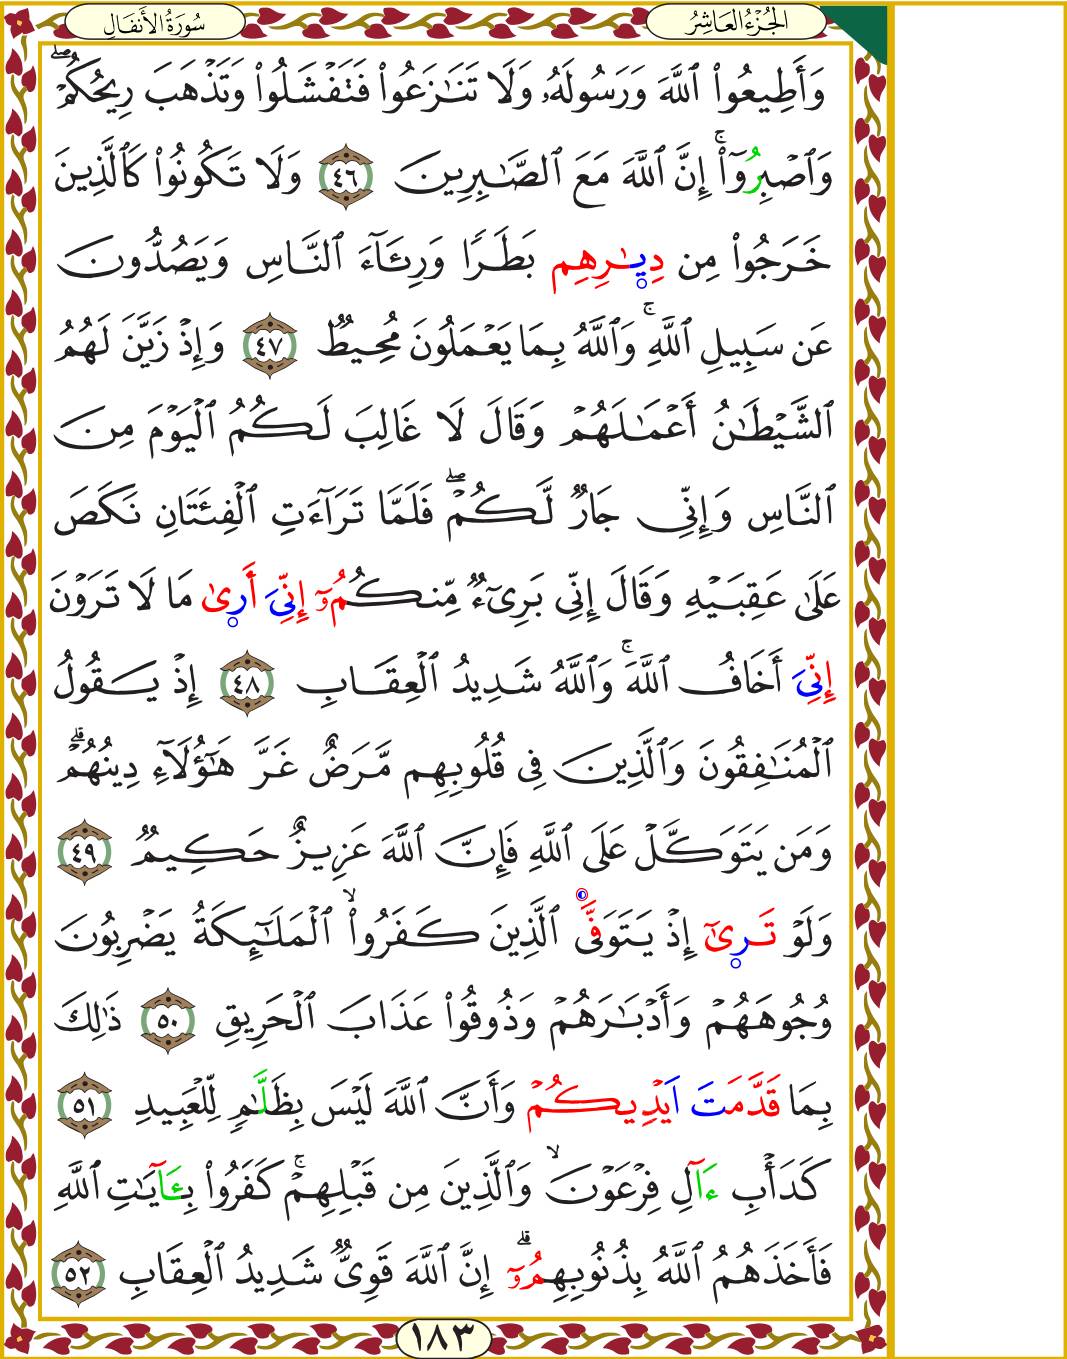 الجُزْءُ العَاشِرُ
سُورَةُ الأَنفَالِ
وَأَطِيعُواْ ٱللَّهَ وَرَسُولَهُۥ وَلَا تَنَٰزَعُواْ فَتَفْشَلُواْ وَتَذْهَبَ رِيحُكُمْۖ
وَٱصْبِرُوٓاْۚ إِنَّ ٱللَّهَ مَعَ ٱلصَّٰبِرِينَ ٤٦ وَلَا تَكُونُواْ كَٱلَّذِينَ
خَرَجُواْ مِن دِيٰ۪رِهِم بَطَرًا وَرِئَآءَ ٱلنَّاسِ وَيَصُدُّونَ
عَن سَبِيلِ ٱللَّهِۚ وَٱللَّهُ بِمَا يَعْمَلُونَ مُحِيطٌ ٤٧ وَإِذْ زَيَّنَ لَهُمُ
ٱلشَّيْطَٰنُ أَعْمَٰلَهُمْ وَقَالَ لَا غَالِبَ لَكُمُ ٱلْيَوْمَ مِنَ
ٱلنَّاسِ وَإِنِّي جَارٌ لَّكُمْۖ فَلَمَّا تَرَآءَتِ ٱلْفِئَتَانِ نَكَصَ
عَلَىٰ عَقِبَيْهِ وَقَالَ إِنِّي بَرِيٓءٌ مِّنكُمُۥٓ إِنِّيَ أَر۪يٰ مَا لَا تَرَوْنَ
إِنِّيَ أَخَافُ ٱللَّهَۚ وَٱللَّهُ شَدِيدُ ٱلْعِقَابِ ٤٨ إِذْ يَقُولُ
ٱلْمُنَٰفِقُونَ وَٱلَّذِينَ فِي قُلُوبِهِم مَّرَضٌ غَرَّ هَٰٓؤُلَآءِ دِينُهُمْۗ
وَمَن يَتَوَكَّلْ عَلَى ٱللَّهِ فَإِنَّ ٱللَّهَ عَزِيزٌ حَكِيمٌ ٤٩
وَلَوْ تَر۪يٰٓ إِذْ يَتَوَفَّى ٱلَّذِينَ كَفَرُواْۙ ٱلْمَلَٰٓئِكَةُ يَضْرِبُونَ
وُجُوهَهُمْ وَأَدْبَٰرَهُمْ وَذُوقُواْ عَذَابَ ٱلْحَرِيقِ ٥٠ ذَٰلِكَ
بِمَا قَدَّمَتَ ا۬يْدِيكُمْ وَأَنَّ ٱللَّهَ لَيْسَ بِظَلَّٰمٍ لِّلْعَبِيدِ ٥١
كَدَأْبِ ءَآلِ فِرْعَوْنَۙ وَٱلَّذِينَ مِن قَبْلِهِمْۚ كَفَرُواْ بِـَٔآيَٰتِ ٱللَّهِ
فَأَخَذَهُمُ ٱللَّهُ بِذُنُوبِهِمُۥٓۗ إِنَّ ٱللَّهَ قَوِيٌّ شَدِيدُ ٱلْعِقَابِ ٥٢
١٨٣